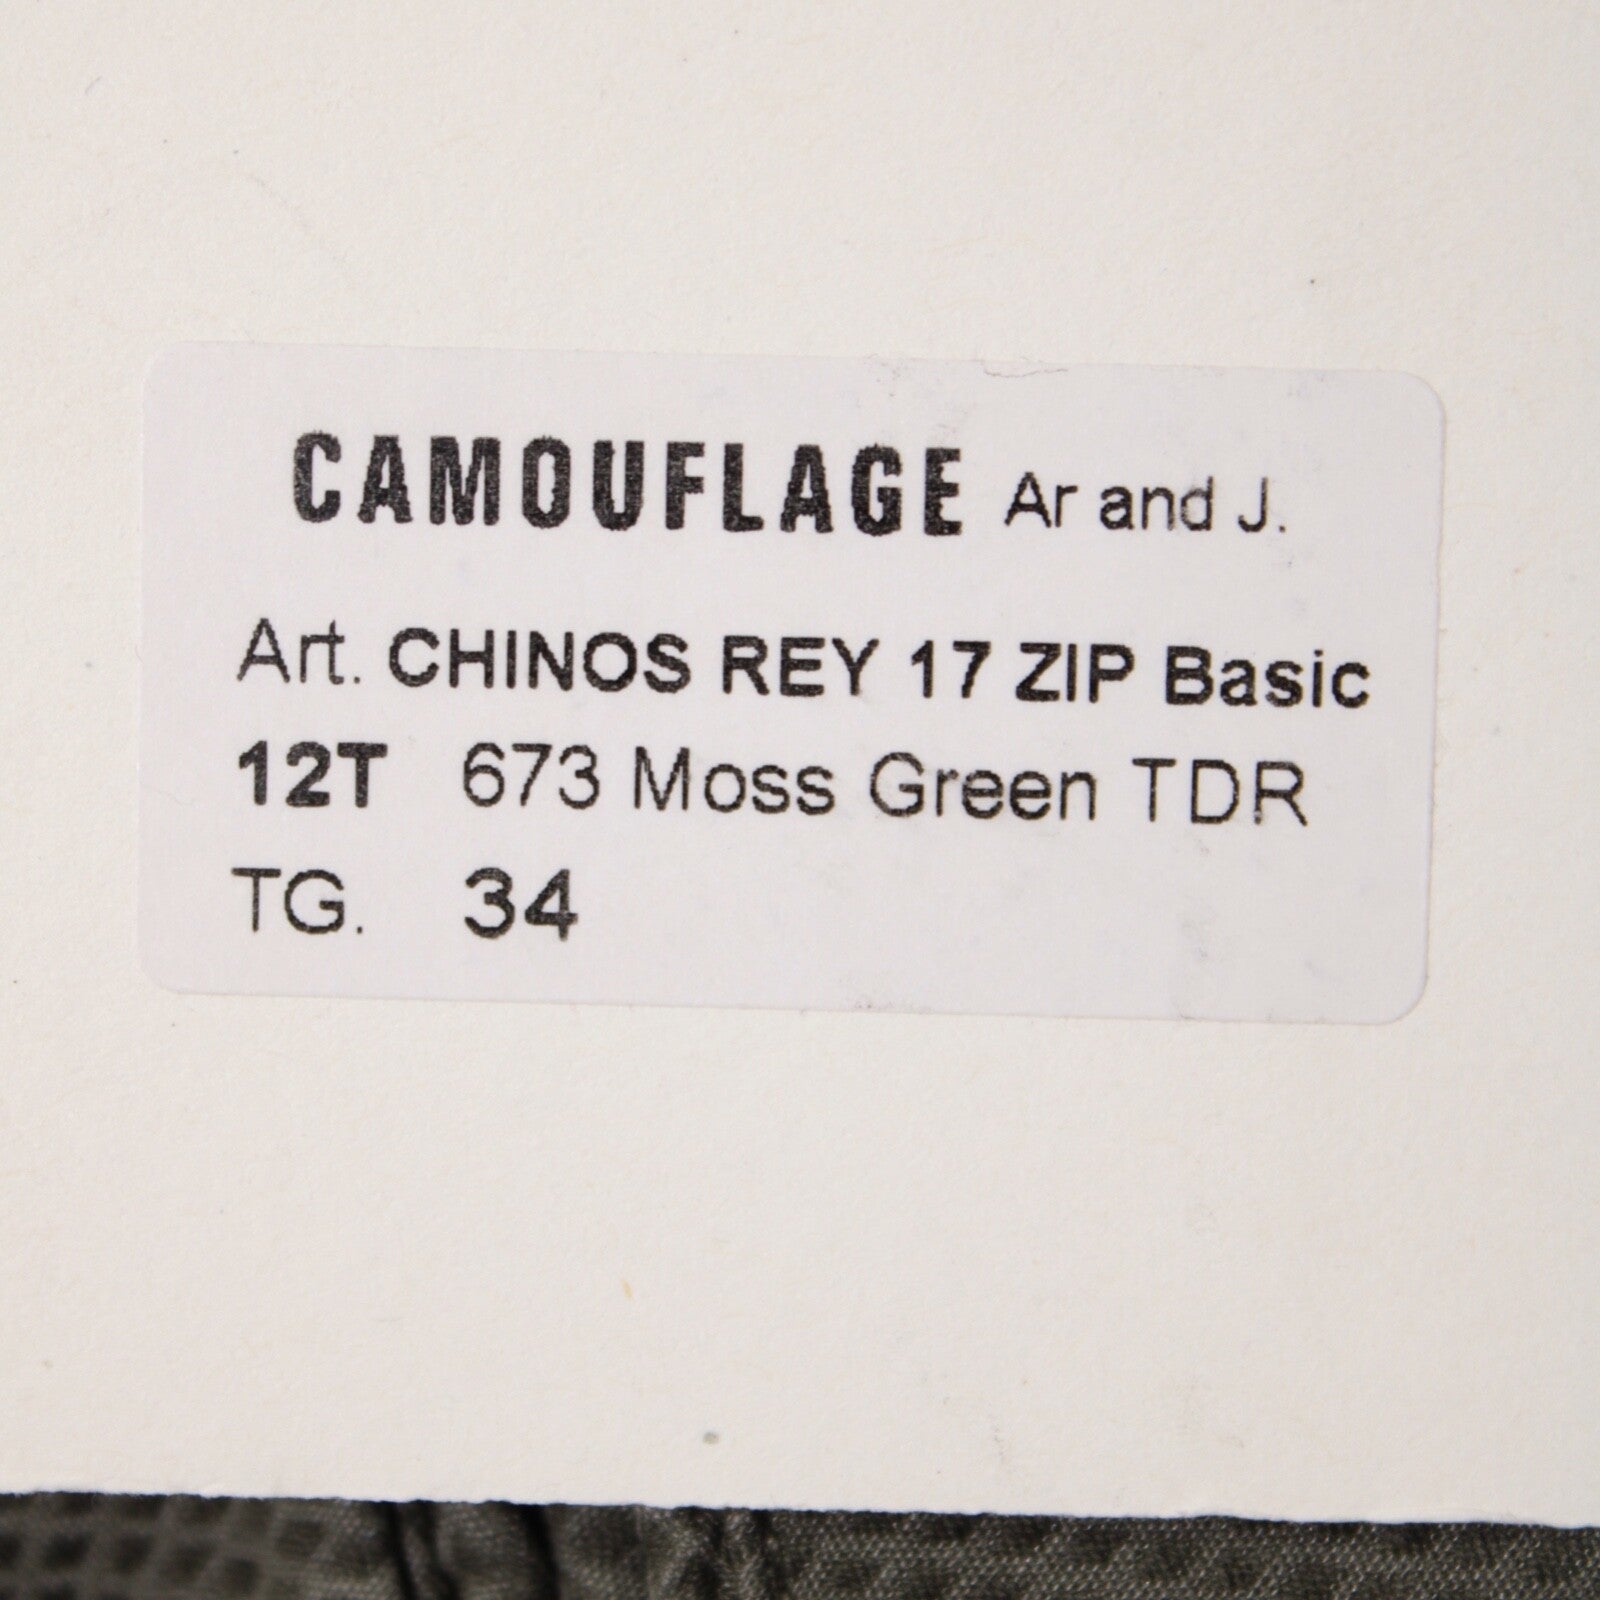 CAMOUFLAGE Ar and J.
Art. CHINOS REY 17 ZIP Basic
12T 673 Moss Green TDR
TG. 34